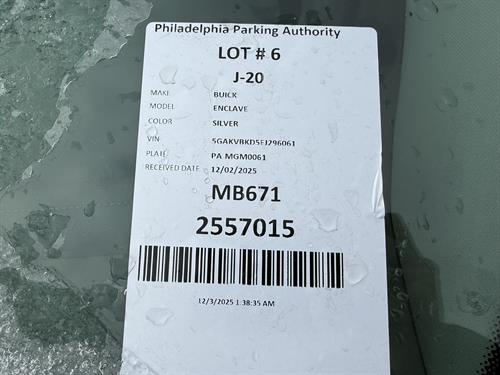 Philadelphia Parking Authority
LOT # 6
J-20
MAKE BUICK
MODEL ENCLAVE
COLOR SILVER
VIN 5GAKVBKD5EJ296061
PLATE PA MGM0061
RECEIVED DATE 12/02/2025
MB671
2557015
12/3/2025 1:38:35 AM